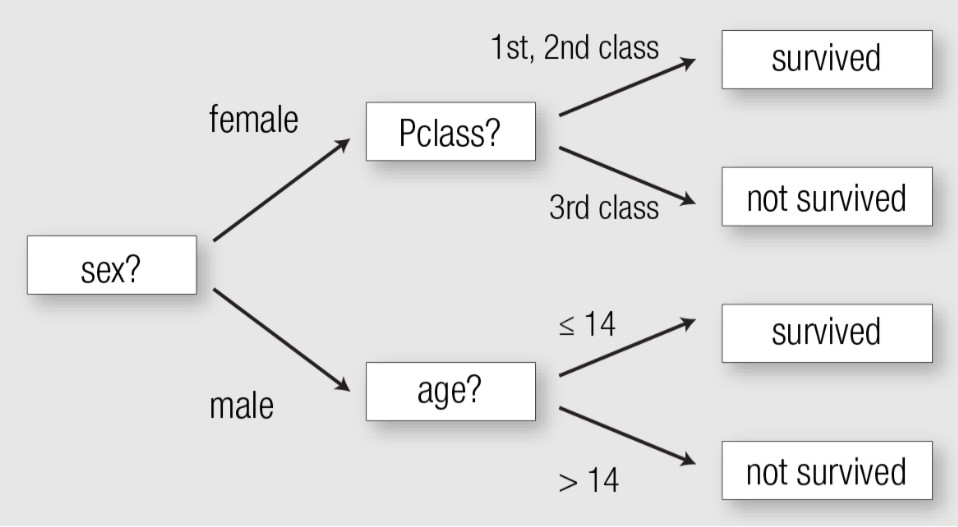 1st, 2nd class
survived
female
Pclass?
3rd class
not survived
sex?
≤ 14
survived
male
age?
> 14
not survived